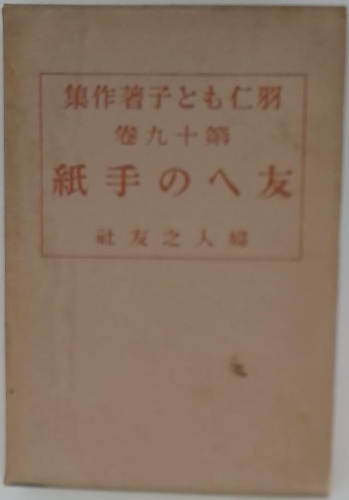 羽仁もと子著作集
第十九卷
友への手紙
婦人之友社